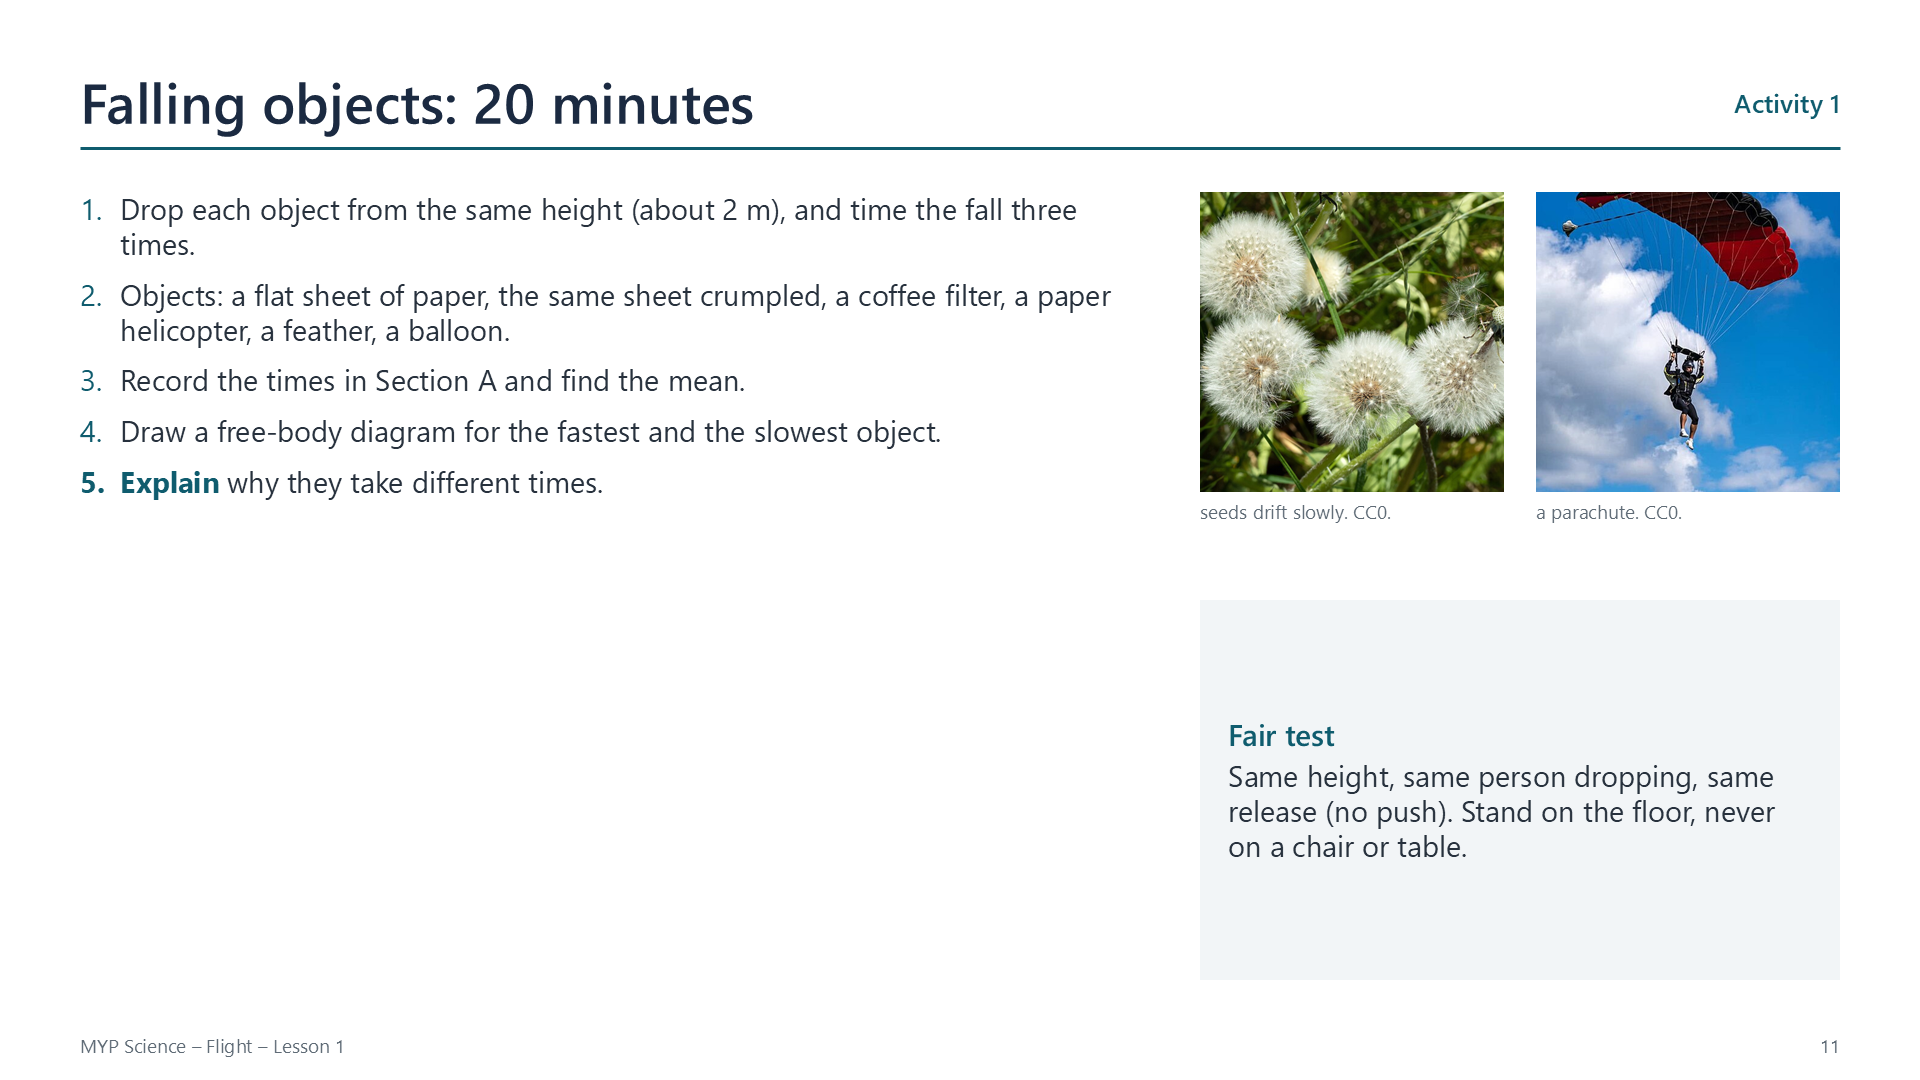 Falling objects: 20 minutes
Activity 1
1. Drop each object from the same height (about 2 m), and time the fall three
times.
2. Objects: a flat sheet of paper, the same sheet crumpled, a coffee filter, a paper
helicopter, a feather, a balloon.
3. Record the times in Section A and find the mean.
4. Draw a free-body diagram for the fastest and the slowest object.
5. Explain why they take different times.
seeds drift slowly. CC0.
a parachute. CC0.
Fair test
Same height, same person dropping, same
release (no push). Stand on the floor, never
on a chair or table.
MYP Science – Flight – Lesson 1
11